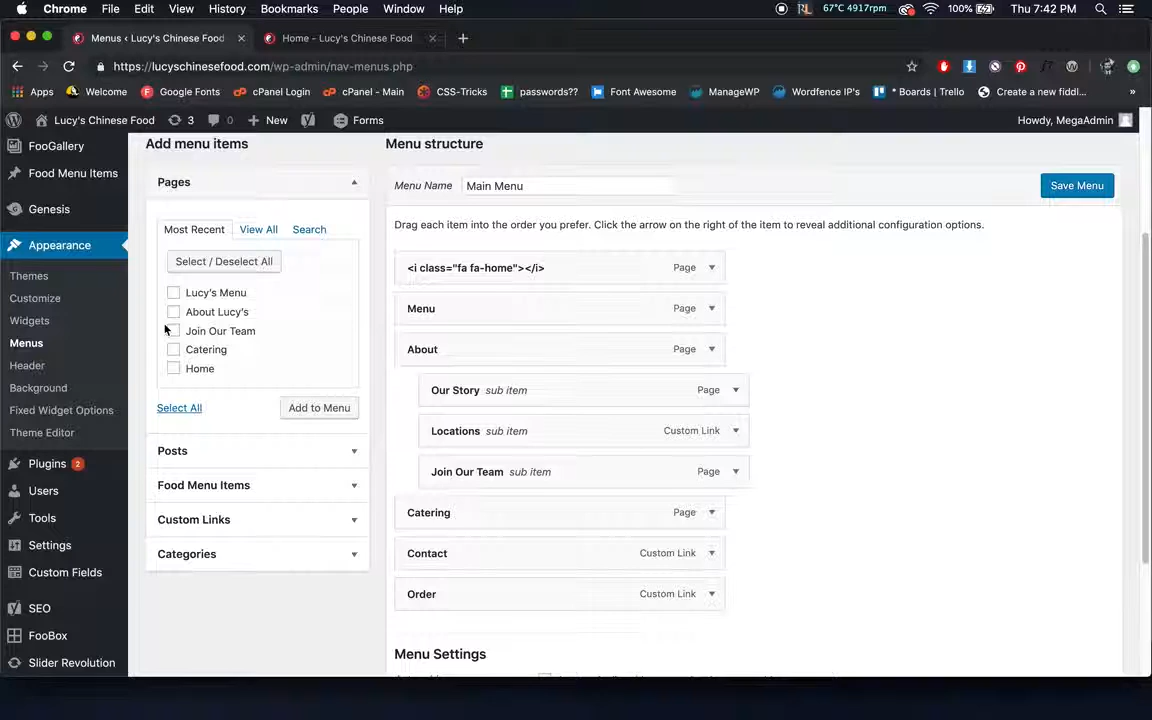 Chrome File Edit View History Bookmarks People Window Help 67°C 4917rpm 100% Thu 7:42 PM
Menus ‹ Lucy's Chinese Food Home - Lucy's Chinese Food
https://lucyschinesefood.com/wp-admin/nav-menus.php
Apps Welcome Google Fonts cPanel Login cPanel - Main CSS-Tricks passwords?? Font Awesome ManageWP Wordfence IP's * Boards | Trello Create a new fiddl... »
Lucy's Chinese Food 3 0 New Forms Howdy, MegaAdmin
FooGallery
Food Menu Items
Genesis
Appearance
Themes
Customize
Widgets
Menus
Header
Background
Fixed Widget Options
Theme Editor
Plugins 2
Users
Tools
Settings
Custom Fields
SEO
FooBox
Slider Revolution
Add menu items
Pages
Most Recent View All Search
Select / Deselect All
Lucy's Menu
About Lucy's
Join Our Team
Catering
Home
Select All Add to Menu
Posts
Food Menu Items
Custom Links
Categories
Menu structure
Menu Name Main Menu Save Menu
Drag each item into the order you prefer. Click the arrow on the right of the item to reveal additional configuration options.
<i class="fa fa-home"></i> Page
Menu Page
About Page
Our Story sub item Page
Locations sub item Custom Link
Join Our Team sub item Page
Catering Page
Contact Custom Link
Order Custom Link
Menu Settings